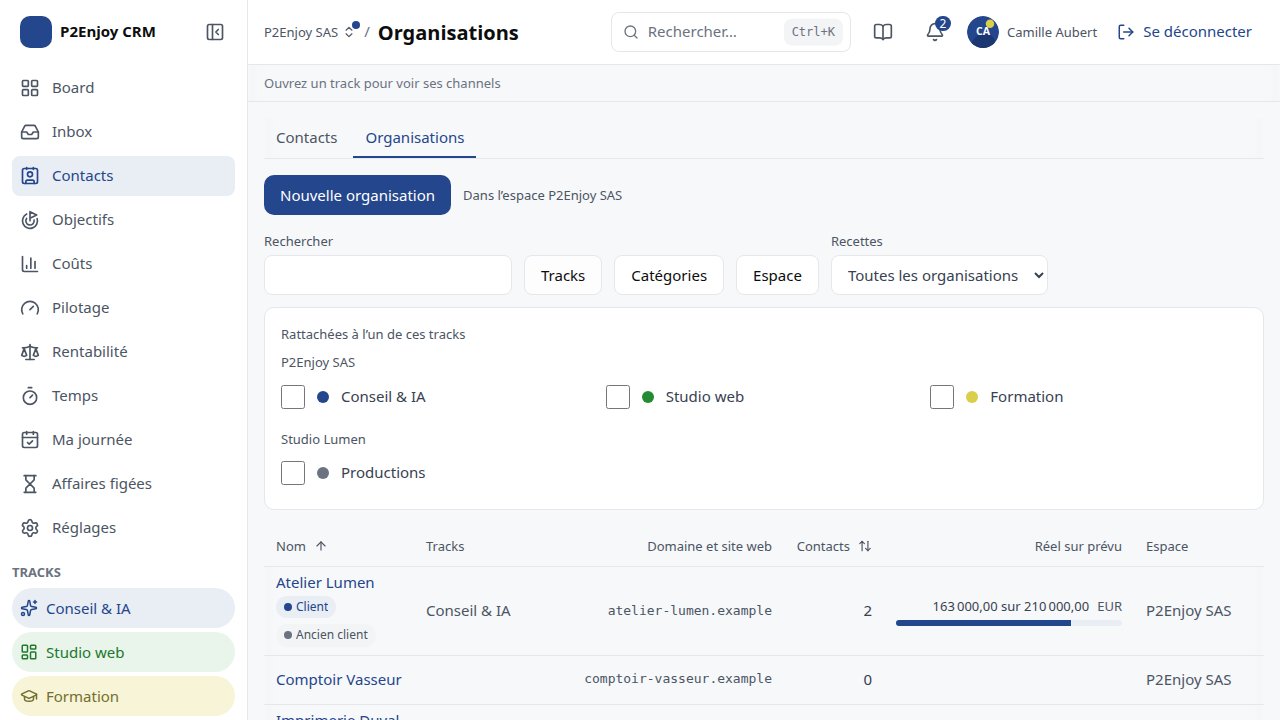 P2Enjoy CRM
P2Enjoy SAS / Organisations
Rechercher... Ctrl+K
2
CA Camille Aubert
Se déconnecter
Board
Inbox
Contacts
Objectifs
Coûts
Pilotage
Rentabilité
Temps
Ma journée
Affaires figées
Réglages
TRACKS
Conseil & IA
Studio web
Formation
Ouvrez un track pour voir ses channels
Contacts Organisations
Nouvelle organisation Dans l'espace P2Enjoy SAS
Rechercher Recettes
Tracks Catégories Espace Toutes les organisations
Rattachées à l'un de ces tracks
P2Enjoy SAS
Conseil & IA Studio web Formation
Studio Lumen
Productions
Nom Tracks Domaine et site web Contacts Réel sur prévu Espace
Atelier Lumen
Client
Ancien client
Conseil & IA atelier-lumen.example 2 163 000,00 sur 210 000,00 EUR P2Enjoy SAS
Comptoir Vasseur comptoir-vasseur.example 0 P2Enjoy SAS
Imprimerie Duval